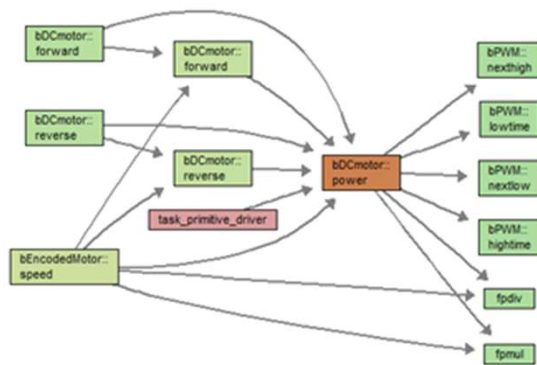 bDCmotor::
forward
bDCmotor::
forward
bPWM::
nexthigh
bPWM::
lowtime
bDCmotor::
reverse
bDCmotor::
reverse
bDCmotor::
power
bPWM::
nextlow
task_primitive_driver
bPWM::
hightime
bEncodedMotor::
speed
fpdiv
fpmul